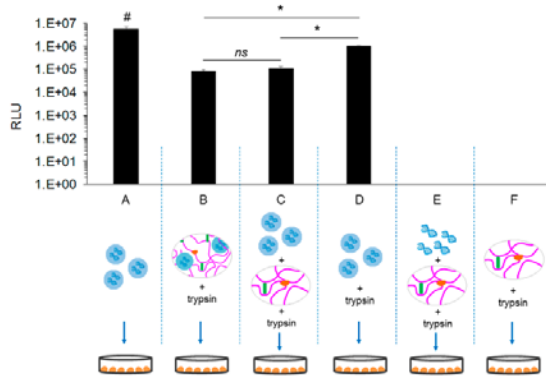 #
*
*
ns
1.E+07
1.E+06
1.E+05
1.E+04
1.E+03
1.E+02
1.E+01
1.E+00
RLU
A B C D E F
+
trypsin
+
+
trypsin
+
trypsin
+
+
trypsin
+
trypsin